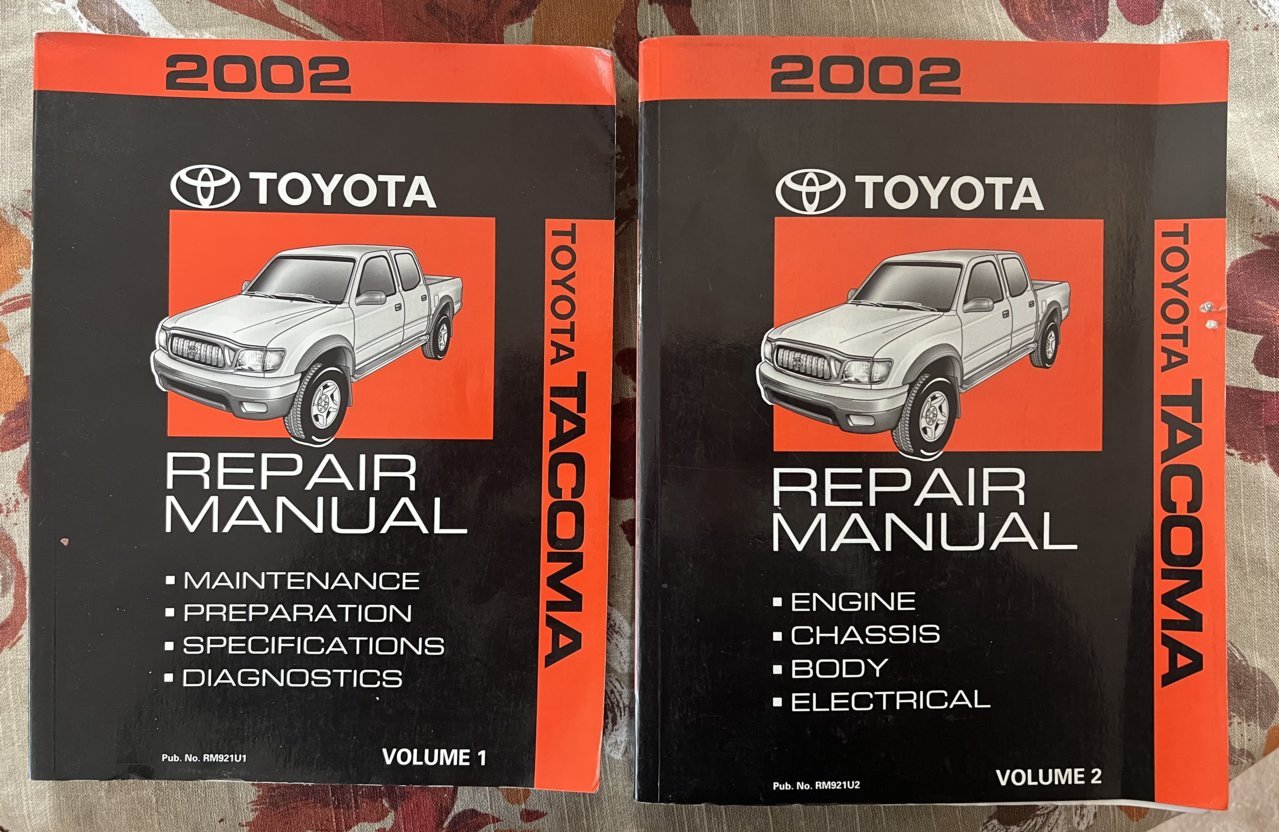 2002
TOYOTA
TOYOTA TACOMA
REPAIR
MANUAL
▪ MAINTENANCE
▪ PREPARATION
▪ SPECIFICATIONS
▪ DIAGNOSTICS
Pub. No. RM921U1
VOLUME 1
2002
TOYOTA
TOYOTA TACOMA
REPAIR
MANUAL
▪ ENGINE
▪ CHASSIS
▪ BODY
▪ ELECTRICAL
Pub. No. RM921U2
VOLUME 2